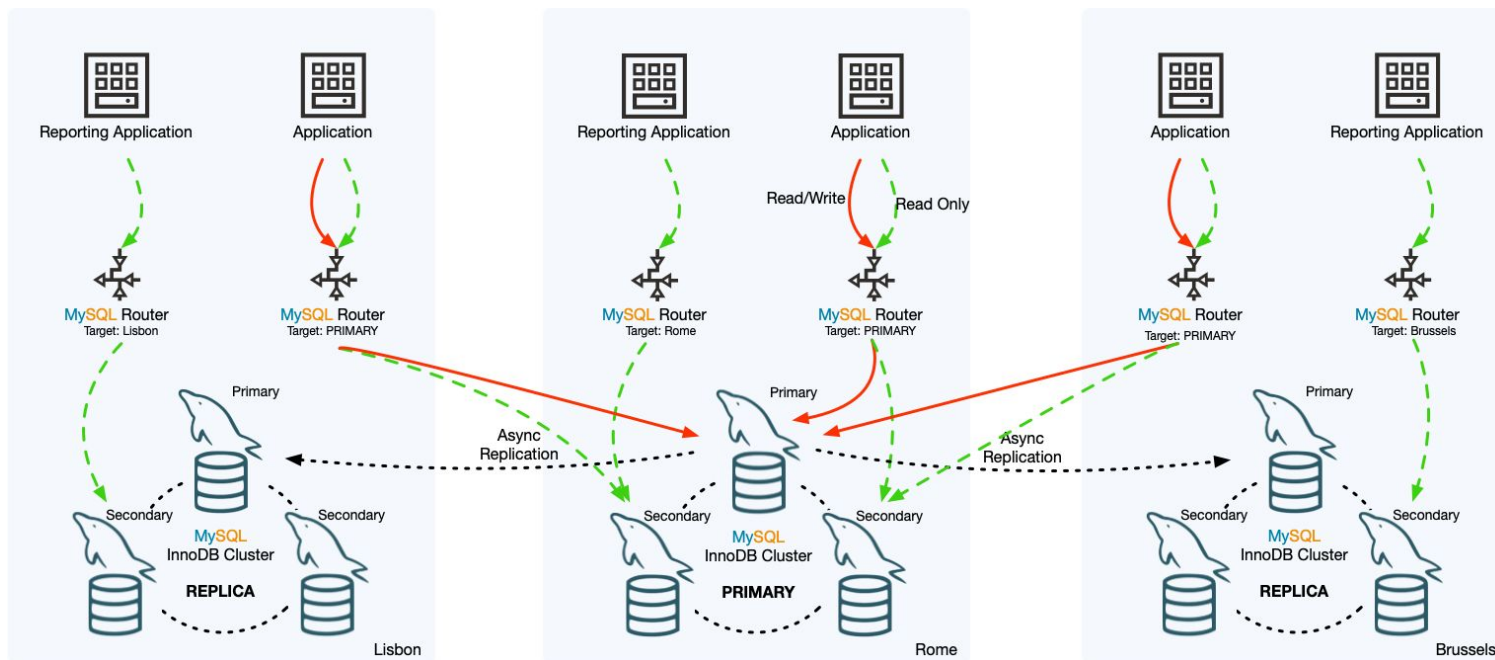 Reporting Application
Application
Reporting Application
Application
Application
Reporting Application
Read/Write
Read Only
MySQL Router
Target: Lisbon
MySQL Router
Target: PRIMARY
MySQL Router
Target: Rome
MySQL Router
Target: PRIMARY
MySQL Router
Target: PRIMARY
MySQL Router
Target: Brussels
Primary
Primary
Primary
Async
Replication
Async
Replication
Secondary
Secondary
Secondary
Secondary
Secondary
Secondary
MySQL
InnoDB Cluster
REPLICA
MySQL
InnoDB Cluster
PRIMARY
MySQL
InnoDB Cluster
REPLICA
Lisbon
Rome
Brussels